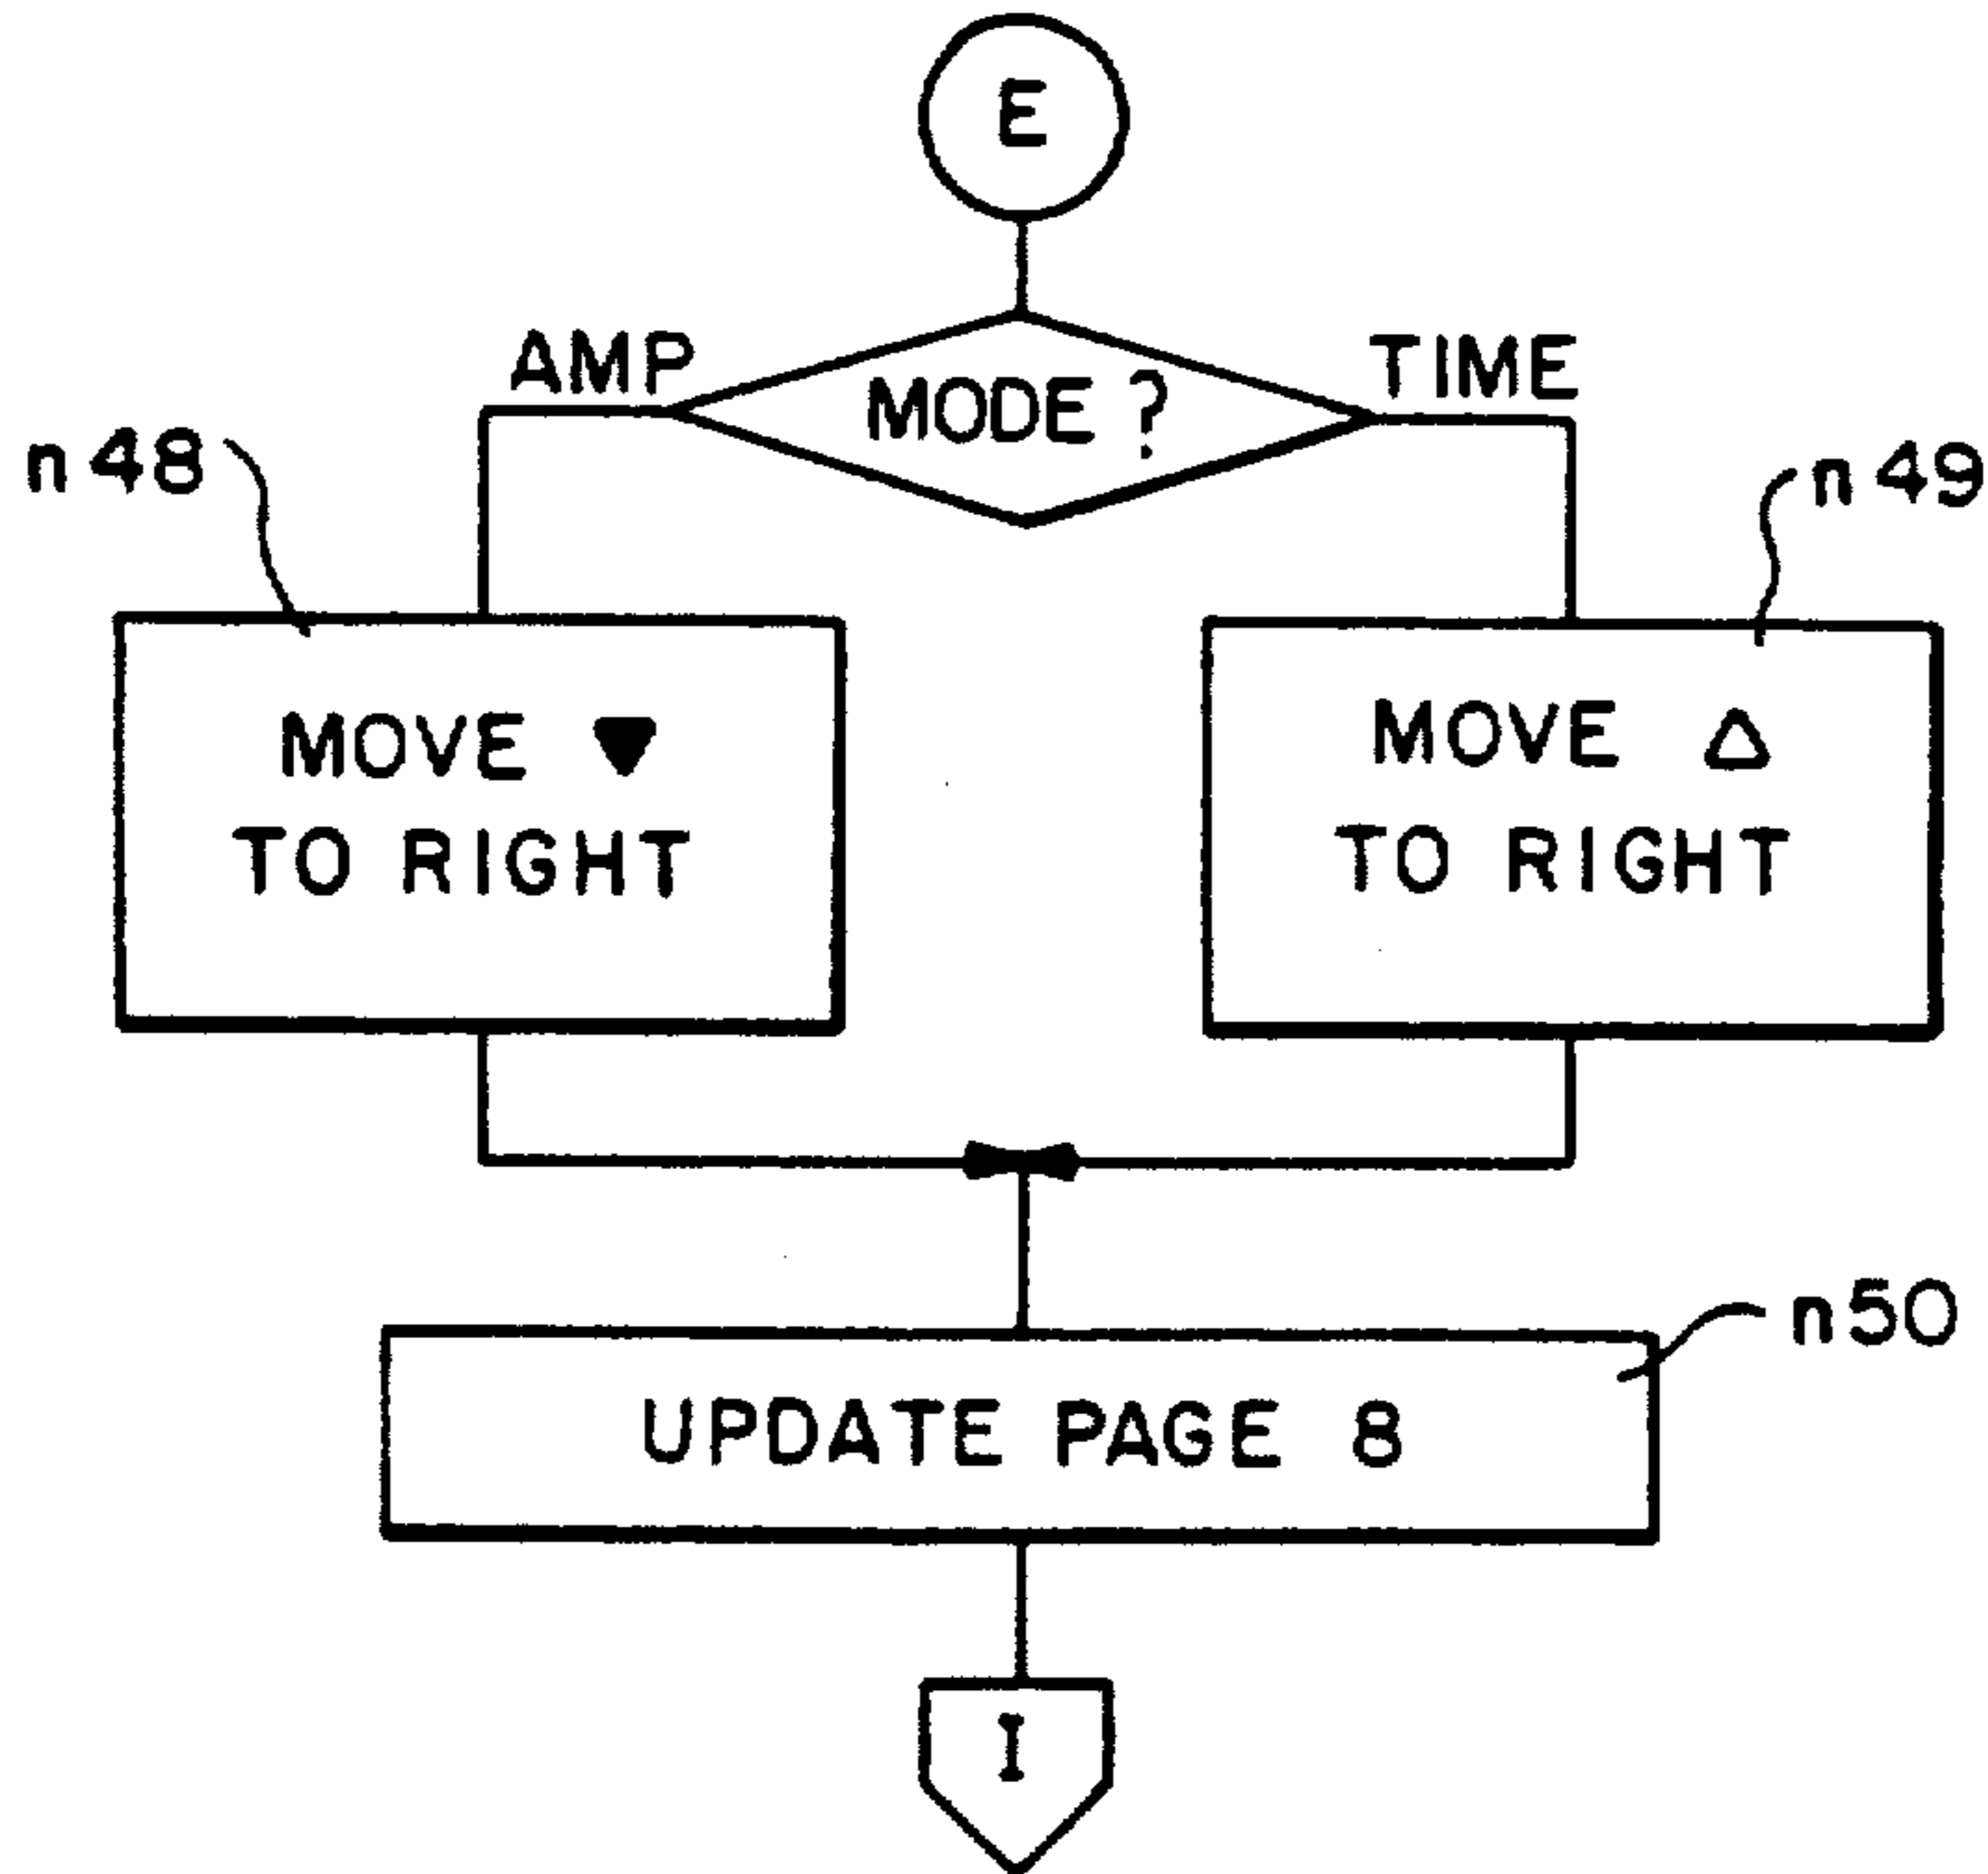 E
AMP
MODE ?
TIME
n48
n49
MOVE ▼
TO RIGHT
MOVE △
TO RIGHT
n50
UPDATE PAGE 8
I